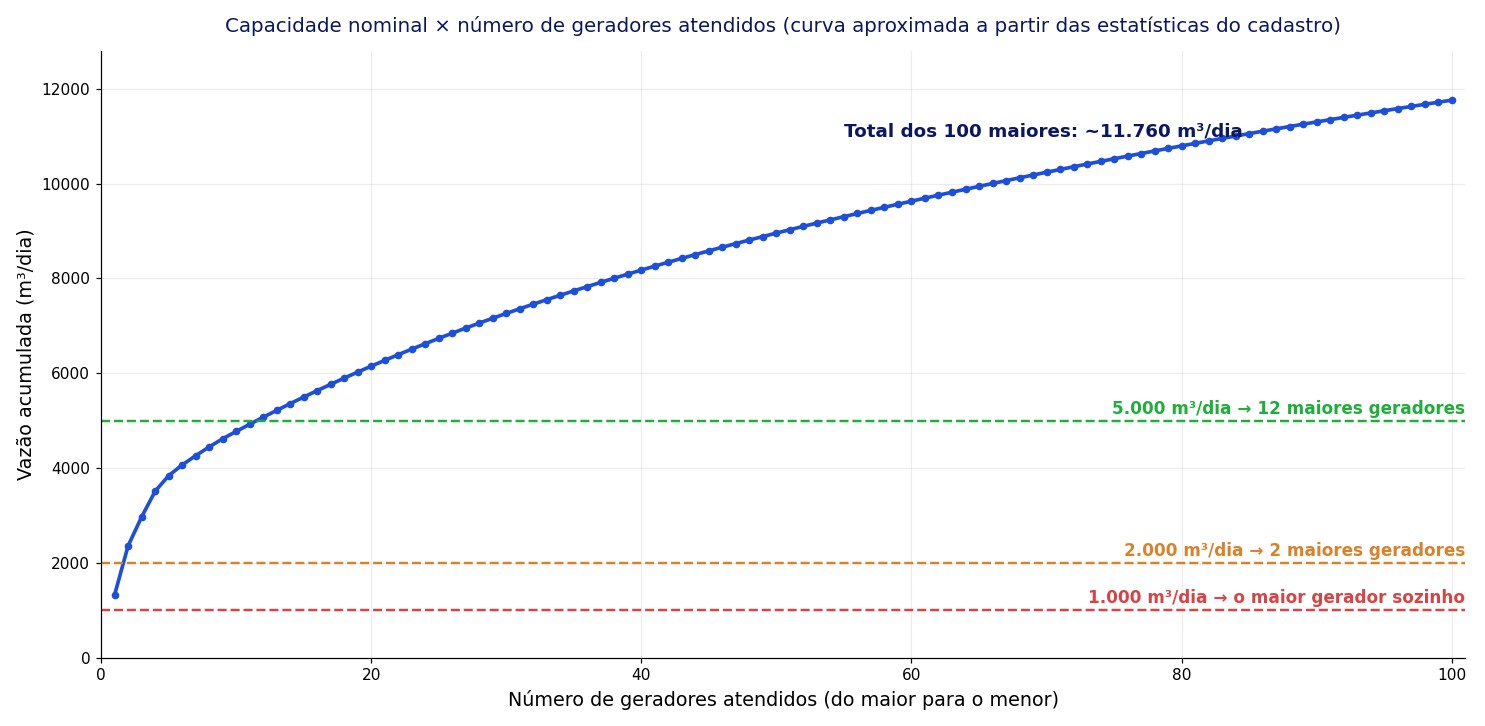 Capacidade nominal × número de geradores atendidos (curva aproximada a partir das estatísticas do cadastro)
Vazão acumulada (m³/dia)
12000
10000
8000
6000
4000
2000
0
Total dos 100 maiores: ~11.760 m³/dia
5.000 m³/dia → 12 maiores geradores
2.000 m³/dia → 2 maiores geradores
1.000 m³/dia → o maior gerador sozinho
0 20 40 60 80 100
Número de geradores atendidos (do maior para o menor)